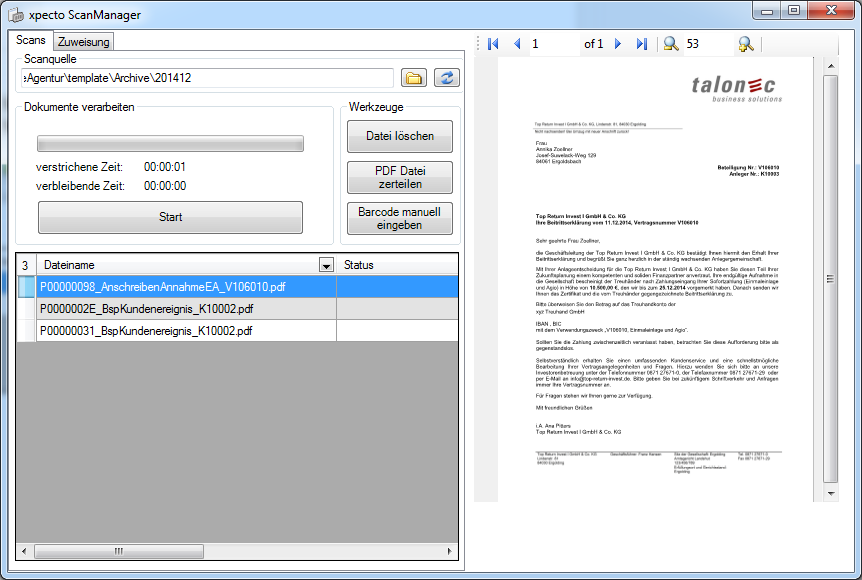 xpecto ScanManager
Scans
Zuweisung
Scanquelle
eAgentur\template\Archive\201412
Dokumente verarbeiten
verstrichene Zeit: 00:00:01
verbleibende Zeit: 00:00:00
Start
Werkzeuge
Datei löschen
PDF Datei
zerteilen
Barcode manuell
eingeben
3 Dateiname Status
P00000098_AnschreibenAnnahmeEA_V106010.pdf
P0000002E_BspKundenereignis_K10002.pdf
P00000031_BspKundenereignis_K10002.pdf
1 of 1 53
talonec
business solutions
Top Return Invest I GmbH & Co. KG, Lindener 81, 84030 Ergolding
Frau
Annika Zoellner
Josef-Suwelack-Weg 129
84061 Ergoldsbach
Beteiligung Nr.: V106010
Anleger Nr.: K10003
Top Return Invest I GmbH & Co. KG
Ihre Beitrittserklärung vom 11.12.2014, Vertragsnummer V106010
Sehr geehrte Frau Zoellner,
die Geschäftsleitung der Top Return Invest I GmbH & Co. KG bestätigt Ihnen hiermit den Erhalt Ihrer
Beitrittserklärung und begrüßt Sie ganz herzlich in der ständig wachsenden Anlegergemeinschaft.
Mit Ihrer Anlageentscheidung für die Top Return Invest I GmbH & Co. KG haben Sie diesen Teil Ihrer
Zukunftsplanung einem kompetenten und soliden Finanzpartner anvertraut. Ihre endgültige Aufnahme in
die Gesellschaft bescheinigt der Treuhänder nach Zahlungseingang Ihrer Sofortzahlung (Einmaleinlage
und Agio) in Höhe von 10.500,00 €, den wir bis zum 25.12.2014 vorgemerkt haben. Danach senden wir
Ihnen das Zertifikat und die vom Treuhänder gegengezeichnete Beitrittserklärung zu.
Bitte überweisen Sie den Betrag auf das Treuhandkonto der
xyz Treuhand GmbH
IBAN , BIC
mit dem Verwendungszweck „V106010, Einmaleinlage und Agio“.
Sollten Sie die Zahlung zwischenzeitlich veranlasst haben, betrachten Sie diese Aufforderung bitte als
gegenstandslos.
Selbstverständlich erhalten Sie einen umfassenden Kundenservice und eine schnellstmögliche
Bearbeitung Ihrer Vertragsangelegenheiten und Fragen. Hierzu wenden Sie sich bitte an unsere
Investorenbetreuung unter der Telefonnummer 0871 27671-0, der Telefaxnummer 0871 27671-29 oder
per E-Mail an info@top-return-invest.de. Bitte geben Sie bei zukünftigem Schriftverkehr und Anfragen
immer Ihre Vertragsnummer an.
Für Fragen stehen wir Ihnen gerne zur Verfügung.
Mit freundlichen Grüßen
i.A. Ana Pitters
Top Return Invest I GmbH & Co. KG